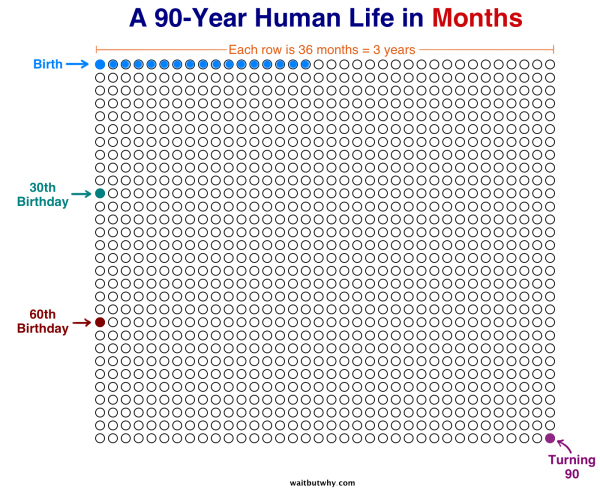 A 90-Year Human Life in Months
Each row is 36 months = 3 years
Birth
30th
Birthday
60th
Birthday
Turning
90
waitbutwhy.com